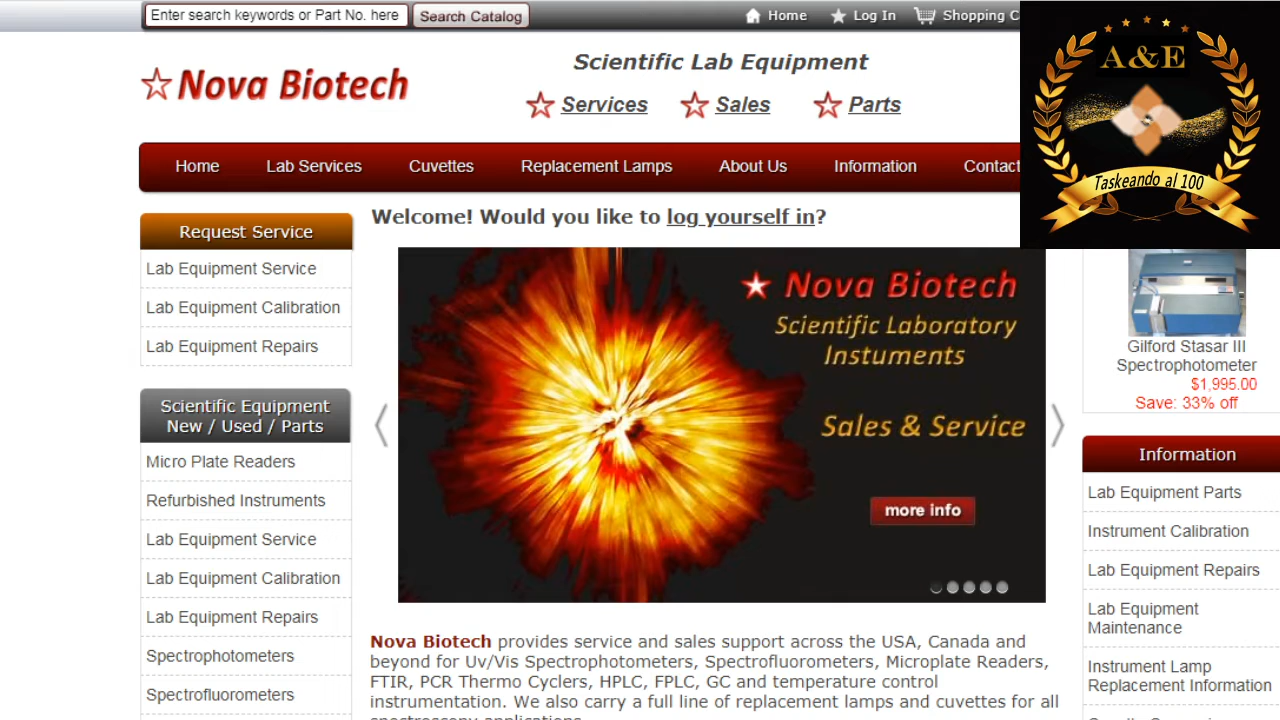 Enter search keywords or Part No. here
Search Catalog
Home
Log In
Shopping C
Nova Biotech
Scientific Lab Equipment
Services
Sales
Parts
A&E
Taskeando al 100
Home
Lab Services
Cuvettes
Replacement Lamps
About Us
Information
Contact
Request Service
Lab Equipment Service
Lab Equipment Calibration
Lab Equipment Repairs
Scientific Equipment
New / Used / Parts
Micro Plate Readers
Refurbished Instruments
Lab Equipment Service
Lab Equipment Calibration
Lab Equipment Repairs
Spectrophotometers
Spectrofluorometers
Welcome! Would you like to log yourself in?
Nova Biotech
Scientific Laboratory
Instuments
Sales & Service
more info
Nova Biotech provides service and sales support across the USA, Canada and
beyond for Uv/Vis Spectrophotometers, Spectrofluorometers, Microplate Readers,
FTIR, PCR Thermo Cyclers, HPLC, FPLC, GC and temperature control
instrumentation. We also carry a full line of replacement lamps and cuvettes for all
spectroscopy applications.
Gilford Stasar III
Spectrophotometer
$1,995.00
Save: 33% off
Information
Lab Equipment Parts
Instrument Calibration
Lab Equipment Repairs
Lab Equipment
Maintenance
Instrument Lamp
Replacement Information